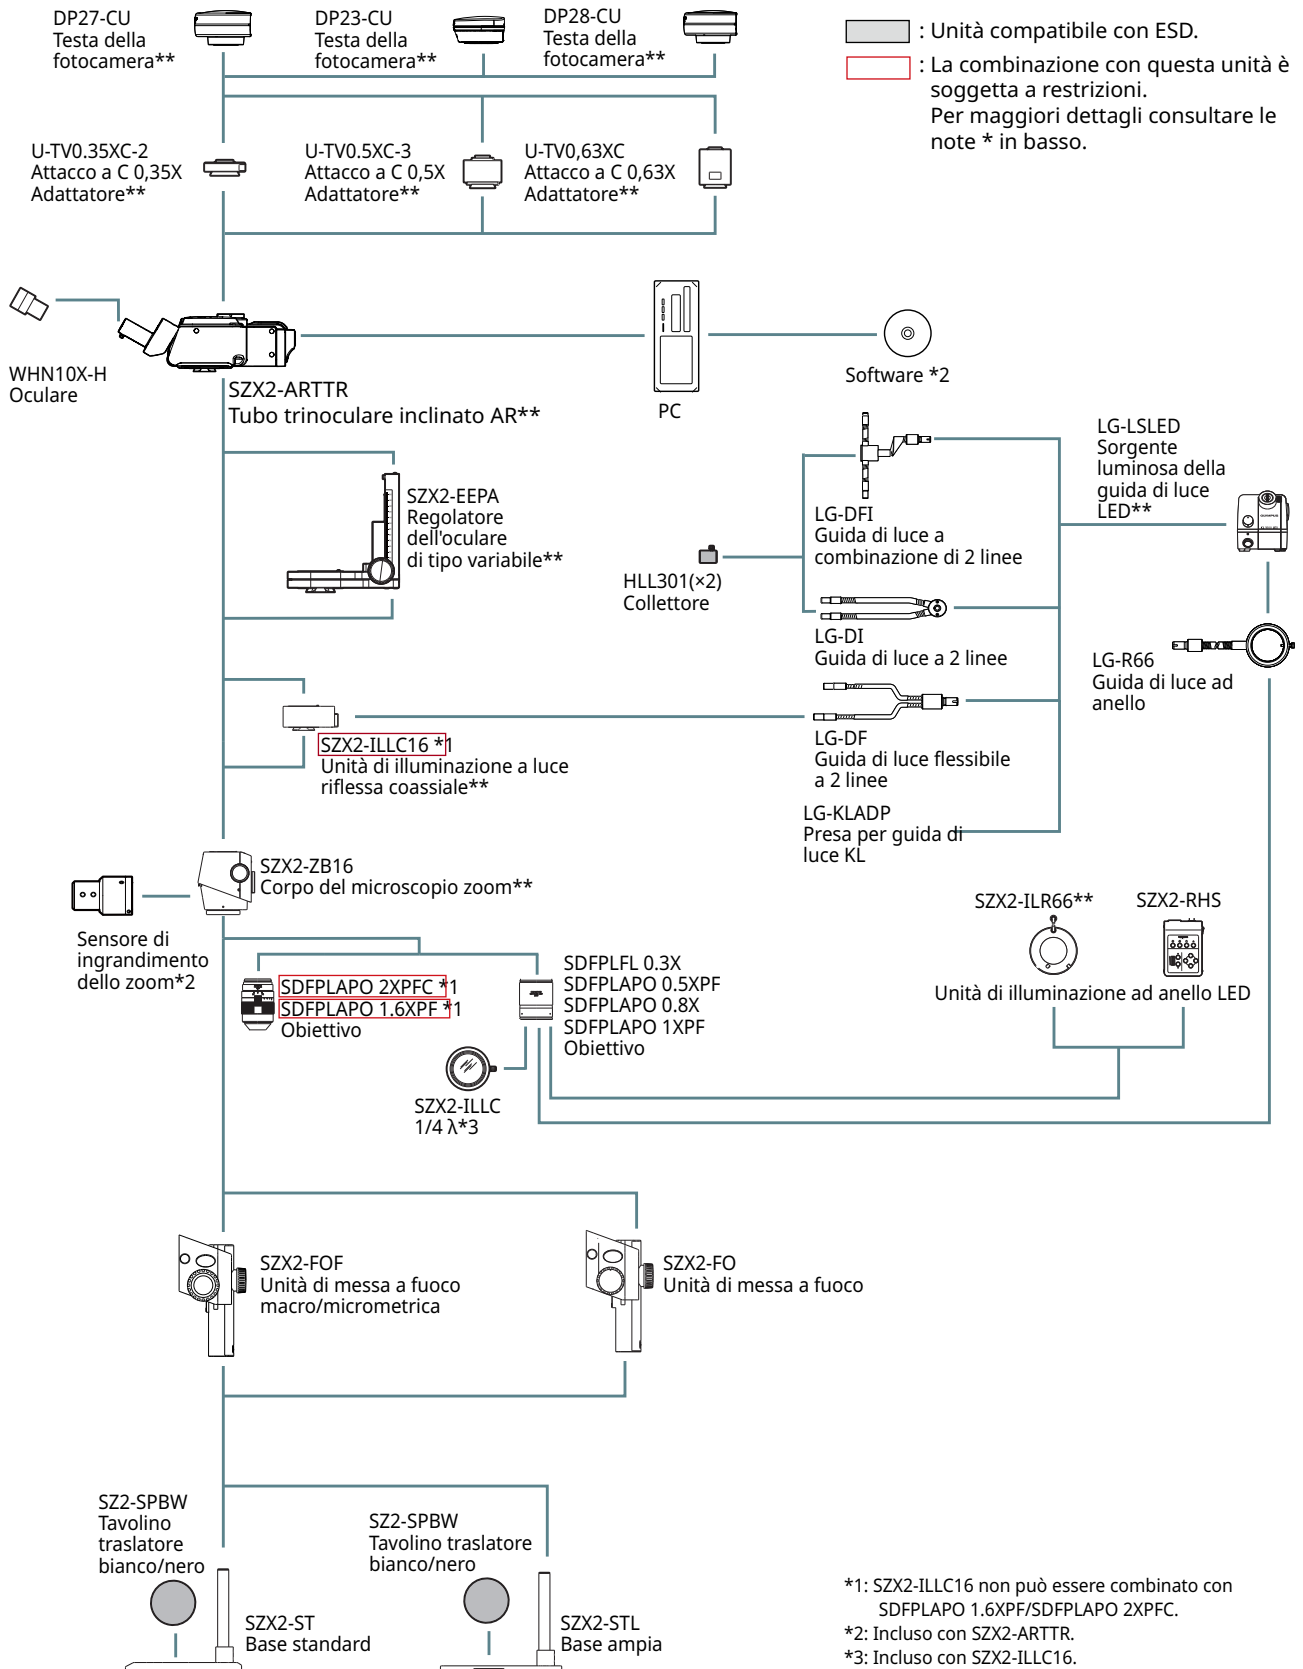 DP27-CU
Testa della
fotocamera**
DP23-CU
Testa della
fotocamera**
DP28-CU
Testa della
fotocamera**
: Unità compatibile con ESD.
: La combinazione con questa unità è
soggetta a restrizioni.
Per maggiori dettagli consultare le
note * in basso.
U-TV0.35XC-2
Attacco a C 0,35X
Adattatore**
U-TV0.5XC-3
Attacco a C 0,5X
Adattatore**
U-TV0,63XC
Attacco a C 0,63X
Adattatore**
WHN10X-H
Oculare
SZX2-ARTTR
Tubo trinoculare inclinato AR**
PC
Software *2
SZX2-EEPA
Regolatore
dell'oculare
di tipo variabile**
HLL301(×2)
Collettore
LG-DFI
Guida di luce a
combinazione di 2 linee
LG-LSLED
Sorgente
luminosa della
guida di luce
LED**
LG-DI
Guida di luce a 2 linee
LG-R66
Guida di luce ad
anello
SZX2-ILLC16 *1
Unità di illuminazione a luce
riflessa coassiale**
LG-DF
Guida di luce flessibile
a 2 linee
LG-KLADP
Presa per guida di
luce KL
SZX2-ZB16
Corpo del microscopio zoom**
Sensore di
ingrandimento
dello zoom*2
SDFPLAPO 2XPFC *1
SDFPLAPO 1.6XPF *1
Obiettivo
SDFPLFL 0.3X
SDFPLAPO 0.5XPF
SDFPLAPO 0.8X
SDFPLAPO 1XPF
Obiettivo
SZX2-ILR66**
SZX2-RHS
Unità di illuminazione ad anello LED
SZX2-ILLC
1/4 λ*3
SZX2-FOF
Unità di messa a fuoco
macro/micrometrica
SZX2-FO
Unità di messa a fuoco
SZ2-SPBW
Tavolino
traslatore
bianco/nero
SZ2-SPBW
Tavolino traslatore
bianco/nero
SZX2-ST
Base standard
SZX2-STL
Base ampia
*1: SZX2-ILLC16 non può essere combinato con
SDFPLAPO 1.6XPF/SDFPLAPO 2XPFC.
*2: Incluso con SZX2-ARTTR.
*3: Incluso con SZX2-ILLC16.